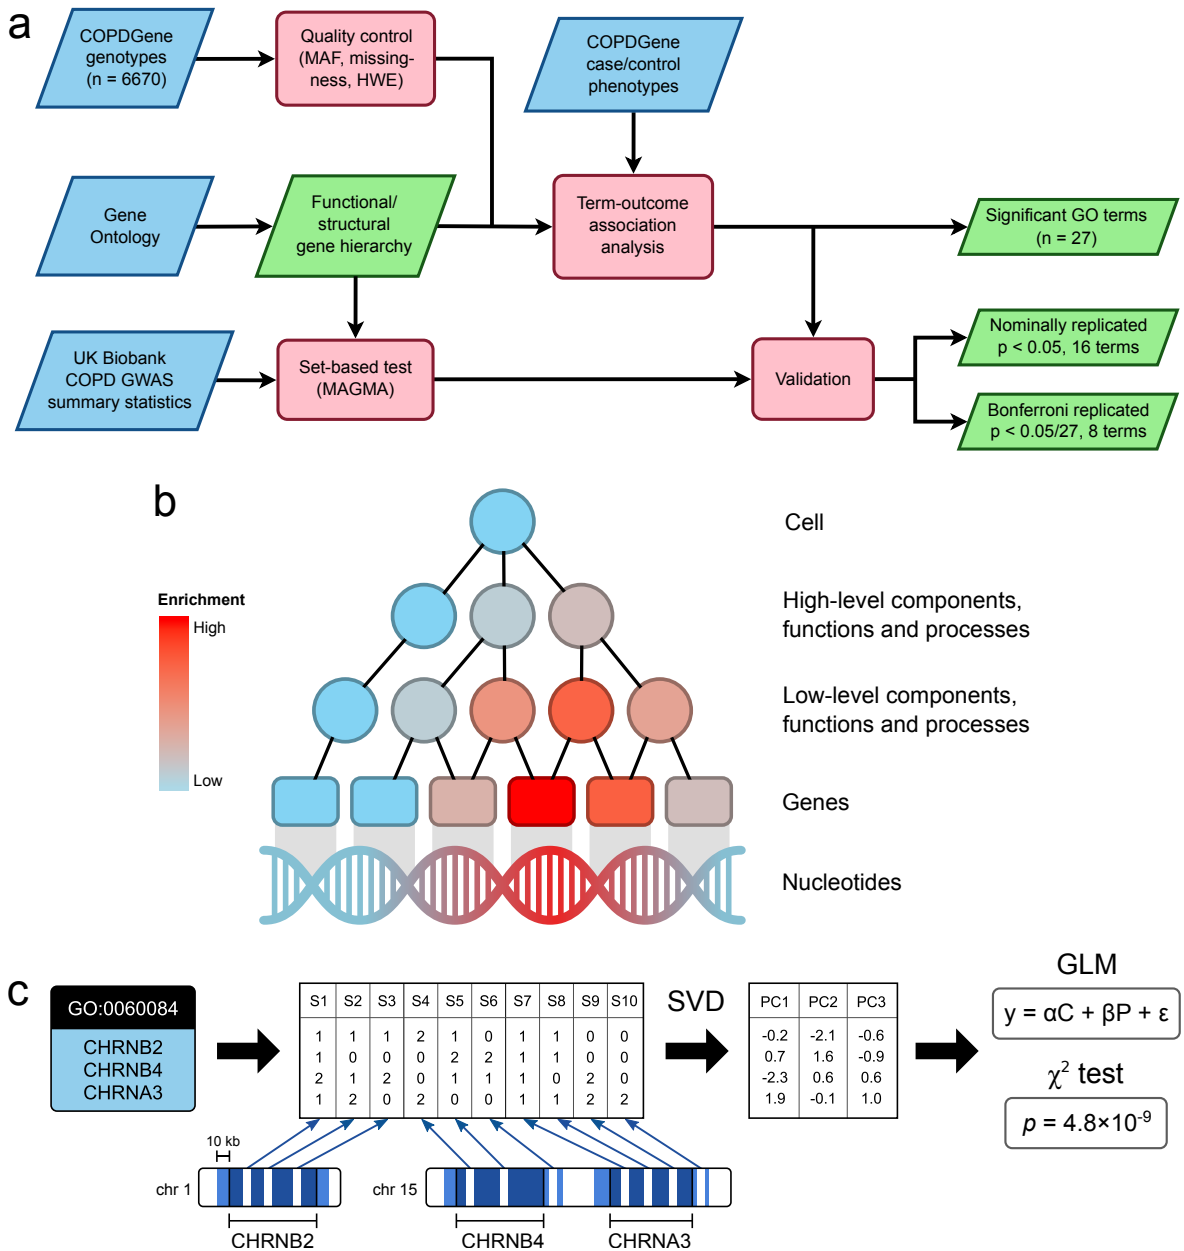 a
COPDGene
genotypes
(n = 6670)
Quality control
(MAF, missing-
ness, HWE)
COPDGene
case/control
phenotypes
Gene
Ontology
Functional/
structural
gene hierarchy
Term-outcome
association
analysis
Significant GO terms
(n = 27)
UK Biobank
COPD GWAS
summary statistics
Set-based test
(MAGMA)
Validation
Nominally replicated
p < 0.05, 16 terms
Bonferroni replicated
p < 0.05/27, 8 terms
b
Enrichment
High
Low
Cell
High-level components,
functions and processes
Low-level components,
functions and processes
Genes
Nucleotides
c
GO:0060084
CHRNB2
CHRNB4
CHRNA3
S1 S2 S3 S4 S5 S6 S7 S8 S9 S10
1 1 1 2 1 0 1 1 0 0
1 0 0 0 2 2 1 1 0 0
2 1 2 0 1 1 1 0 2 0
1 2 0 2 0 0 1 1 2 2
SVD
PC1 PC2 PC3
-0.2 -2.1 -0.6
0.7 1.6 -0.9
-2.3 0.6 0.6
1.9 -0.1 1.0
GLM
y = αC + βP + ε
χ² test
p = 4.8×10⁻⁹
10 kb
chr 1
CHRNB2
chr 15
CHRNB4
CHRNA3